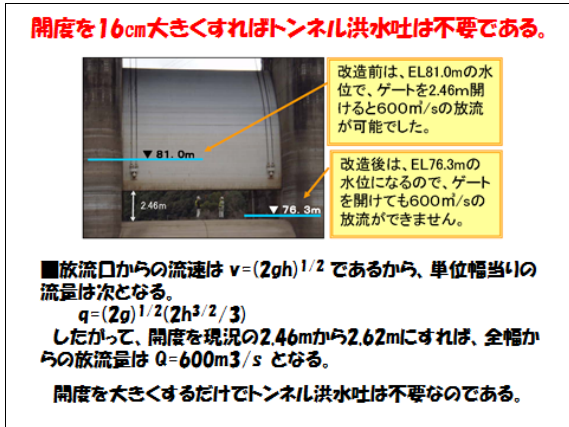 開度を16cm大きくすればトンネル洪水吐は不要である。
改造前は、EL81.0mの水
位で、ゲートを2.46m開
けると600㎥/sの放流
が可能でした。
▼ 81.0m
改造後は、EL76.3mの
水位になるので、ゲート
を開けても600㎥/sの
放流ができません。
2.46m
▼ 76.3m
■放流口からの流速は v=(2gh)1/2 であるから、単位幅当りの
流量は次となる。
q=(2g)1/2(2h3/2/3)
したがって、開度を現況の2.46mから2.62mにすれば、全幅か
らの放流量は Q=600m3/s となる。
開度を大きくするだけでトンネル洪水吐は不要なのである。